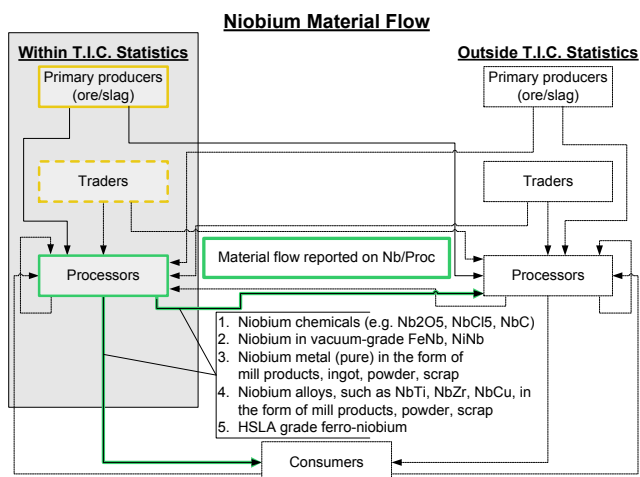 Niobium Material Flow
Within T.I.C. Statistics
Outside T.I.C. Statistics
Primary producers
(ore/slag)
Primary producers
(ore/slag)
Traders
Traders
Processors
Material flow reported on Nb/Proc
Processors
1. Niobium chemicals (e.g. Nb2O5, NbCl5, NbC)
2. Niobium in vacuum-grade FeNb, NiNb
3. Niobium metal (pure) in the form of
mill products, ingot, powder, scrap
4. Niobium alloys, such as NbTi, NbZr, NbCu, in
the form of mill products, powder, scrap
5. HSLA grade ferro-niobium
Consumers